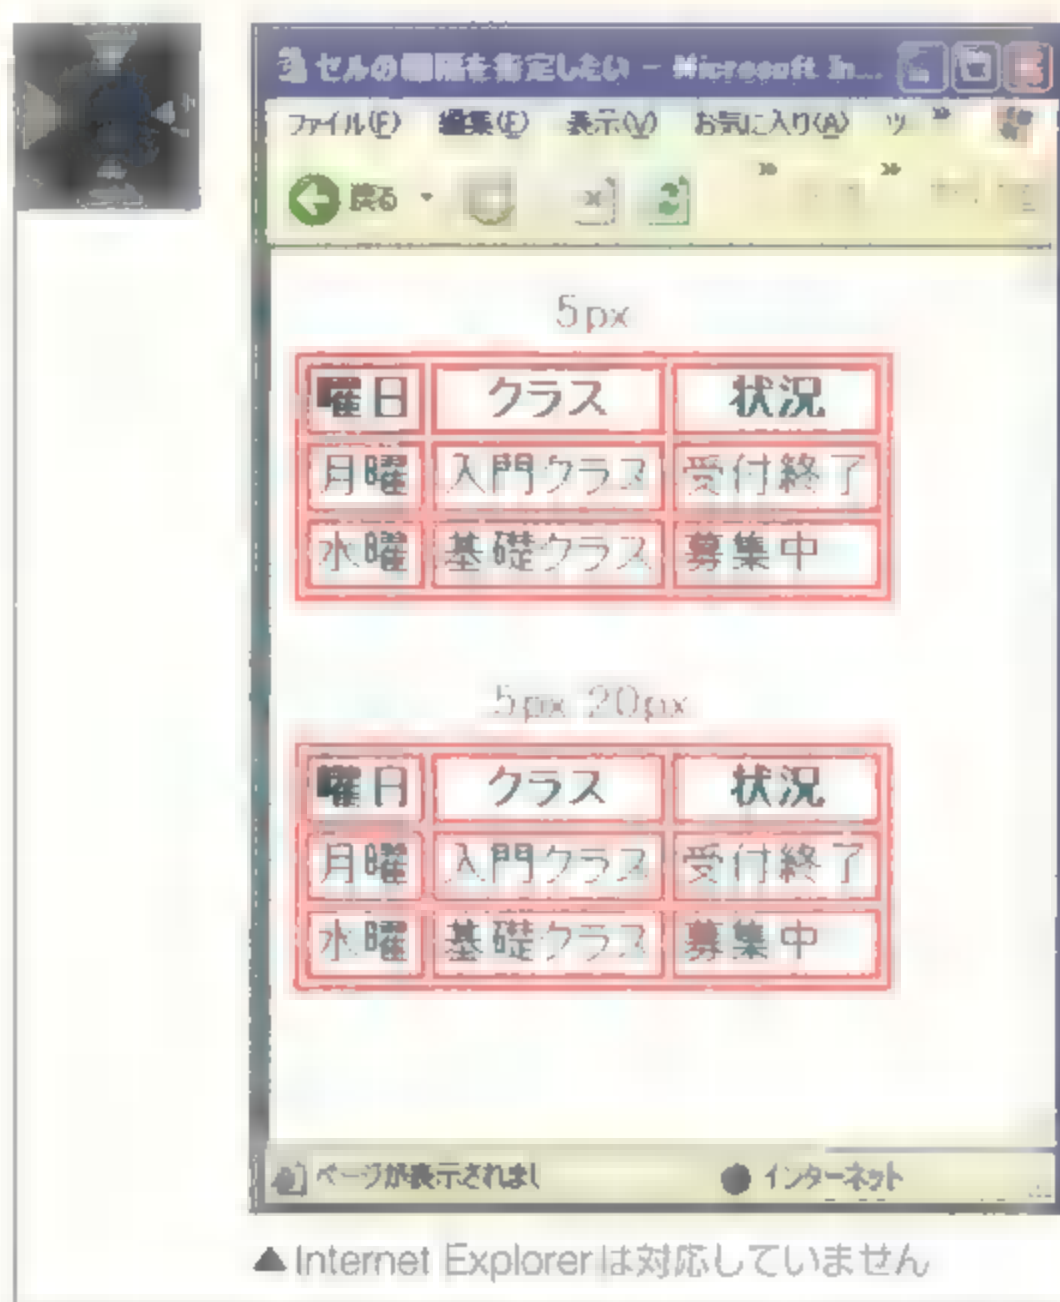 セルの間隔を指定したい - Microsoft In...
ファイル(F) 編集(E) 表示(V) お気に入り(A) ツ »
戻る » »
5px
曜日 クラス 状況
月曜 入門クラス 受付終了
水曜 基礎クラス 募集中
5px 20px
曜日 クラス 状況
月曜 入門クラス 受付終了
水曜 基礎クラス 募集中
ページが表示されまし インターネット
▲Internet Explorerは対応していません